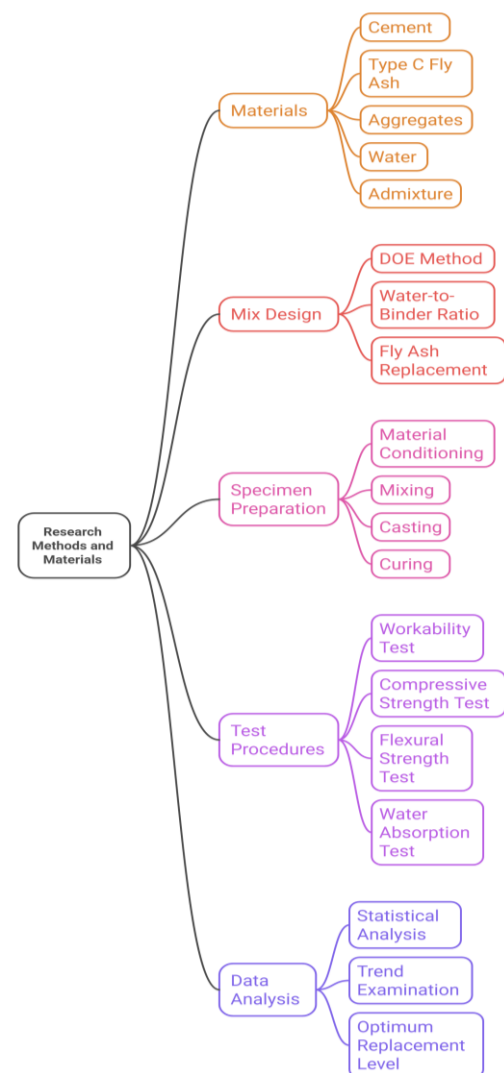 Cement
Type C Fly
Ash
Materials
Aggregates
Water
Admixture
DOE Method
Mix Design
Water-to-
Binder Ratio
Fly Ash
Replacement
Material
Conditioning
Specimen
Preparation
Mixing
Casting
Curing
Research
Methods and
Materials
Workability
Test
Compressive
Strength Test
Test
Procedures
Flexural
Strength
Test
Water
Absorption
Test
Statistical
Analysis
Data
Analysis
Trend
Examination
Optimum
Replacement
Level